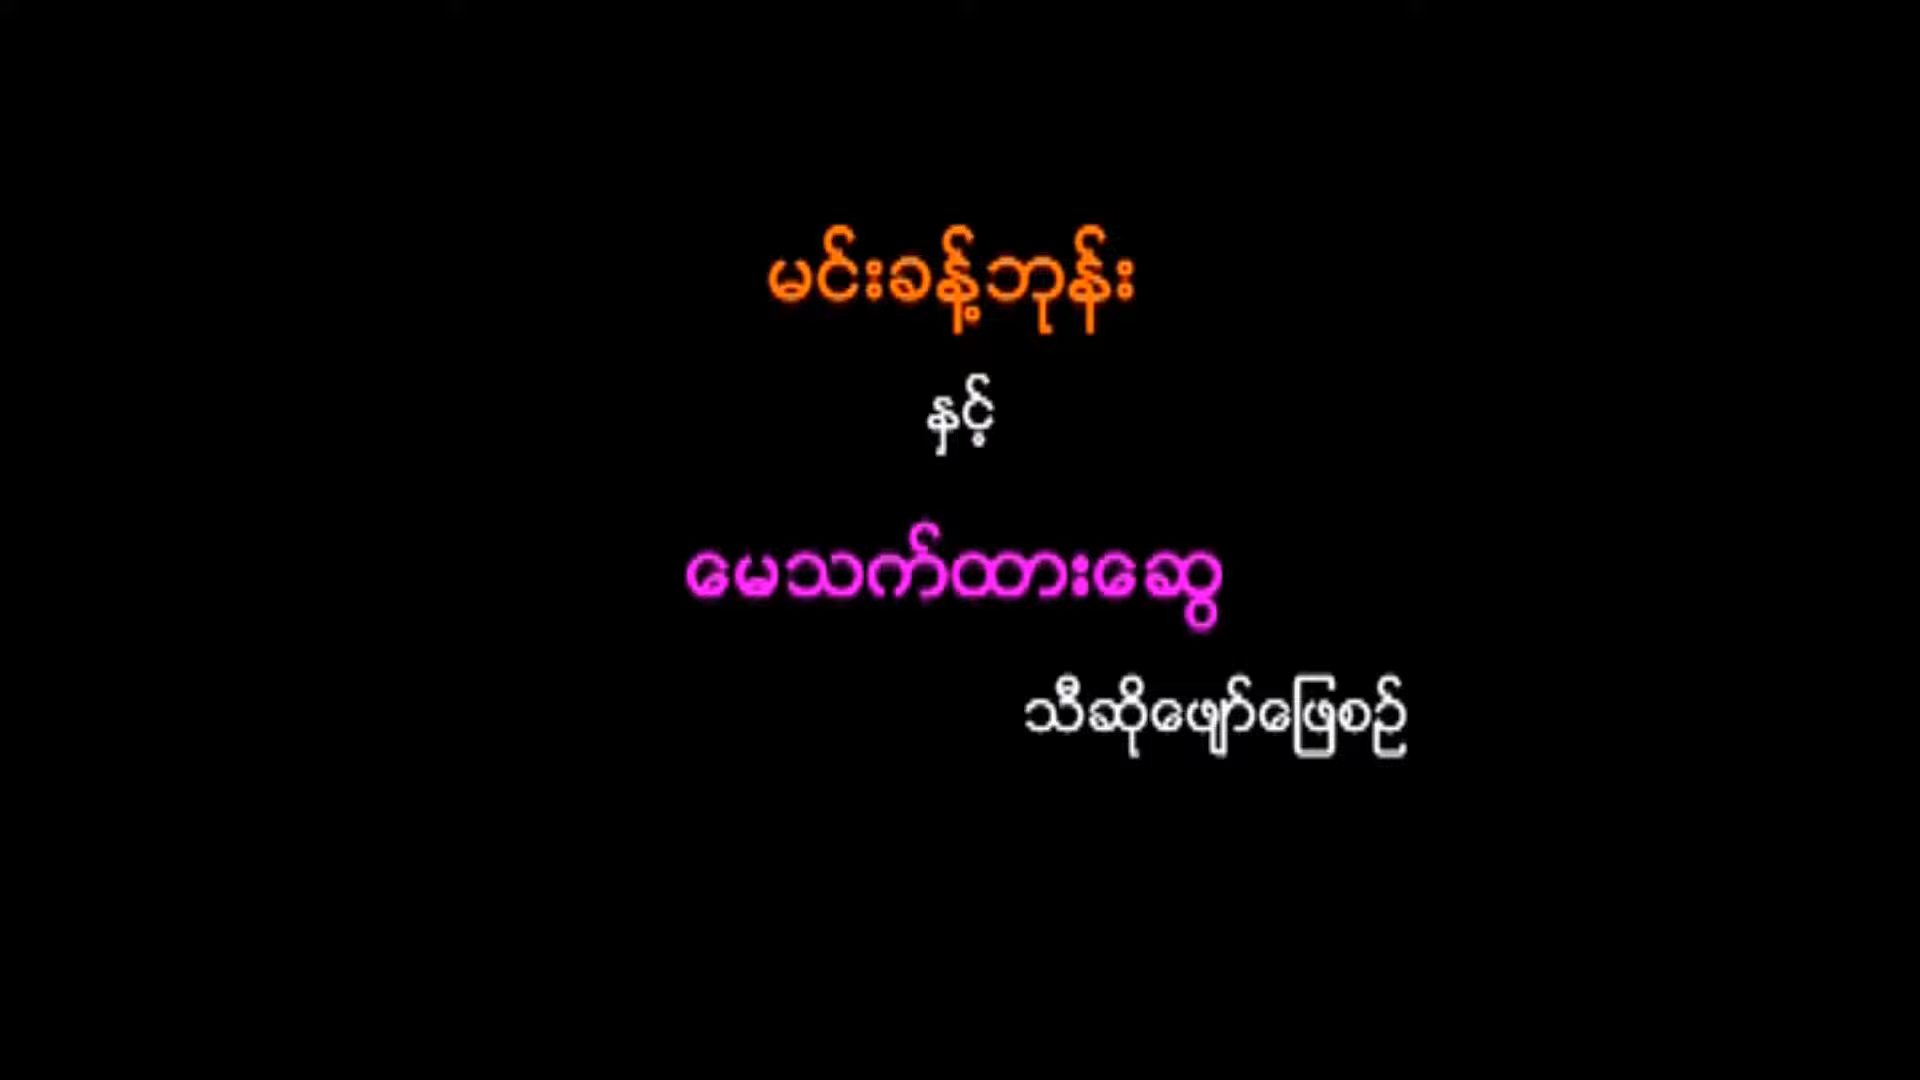 မင်းခန့်ဘုန်း
နှင့်
မေသက်ထားဆွေ
သီဆိုဖျော်ဖြေစဉ်